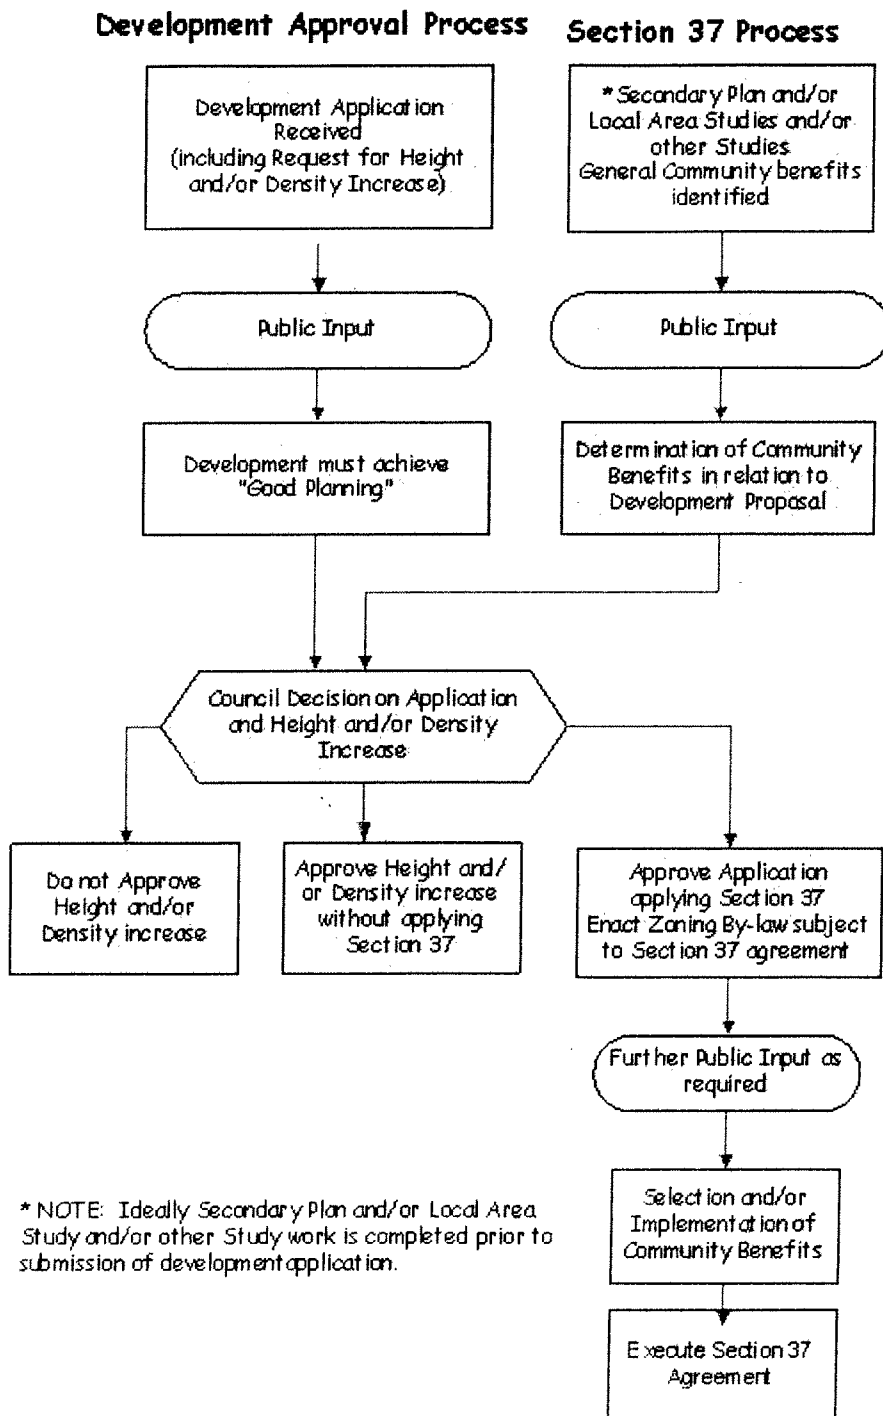 Development Approval Process
Section 37 Process
Development Application
Received
(including Request for Height
and/or Density Increase)
* Secondary Plan and/or
Local Area Studies and/or
other Studies
General Community benefits
identified
Public Input
Public Input
Development must achieve
"Good Planning"
Determination of Community
Benefits in relation to
Development Proposal
Council Decision on Application
and Height and/or Density
Increase
Do not Approve
Height and/or
Density increase
Approve Height and/
or Density increase
without applying
Section 37
Approve Application
applying Section 37
Enact Zoning By-law subject
to Section 37 agreement
Further Public Input as
required
Selection and/or
Implementation of
Community Benefits
Execute Section 37
Agreement
* NOTE: Ideally Secondary Plan and/or Local Area
Study and/or other Study work is completed prior to
submission of development application.